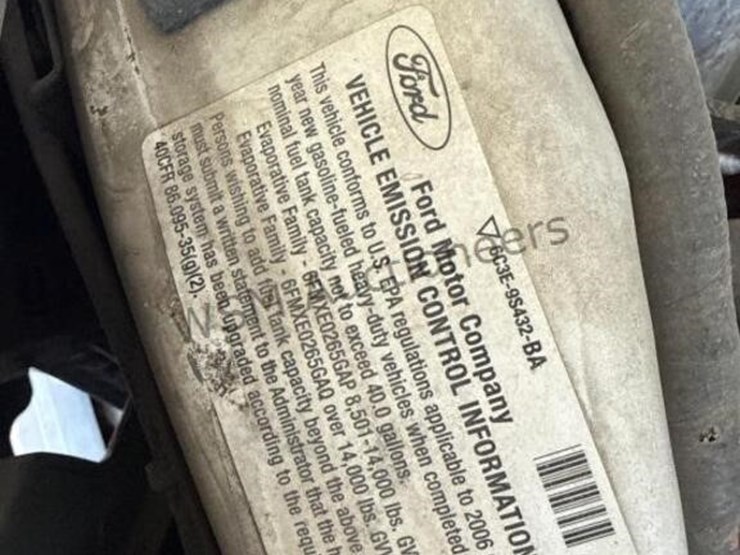 Ford
6C3E-9S432-BA
Ford Motor Company
VEHICLE EMISSION CONTROL INFORMATION
This vehicle conforms to U.S. EPA regulations applicable to 2006
year new gasoline-fueled heavy-duty vehicles when completed
nominal fuel tank capacity not to exceed 40.0 gallons.
Evaporative Family - 6FMXE0265GAP 8,501-14,000 lbs. GV
Evaporative Family - 6FMXE0265GAQ over 14,000 lbs. GV
Persons wishing to add fuel tank capacity beyond the above
must submit a written statement to the Administrator that the h
storage system has been upgraded according to the requ
40CFR 86.095-35(g)(2).